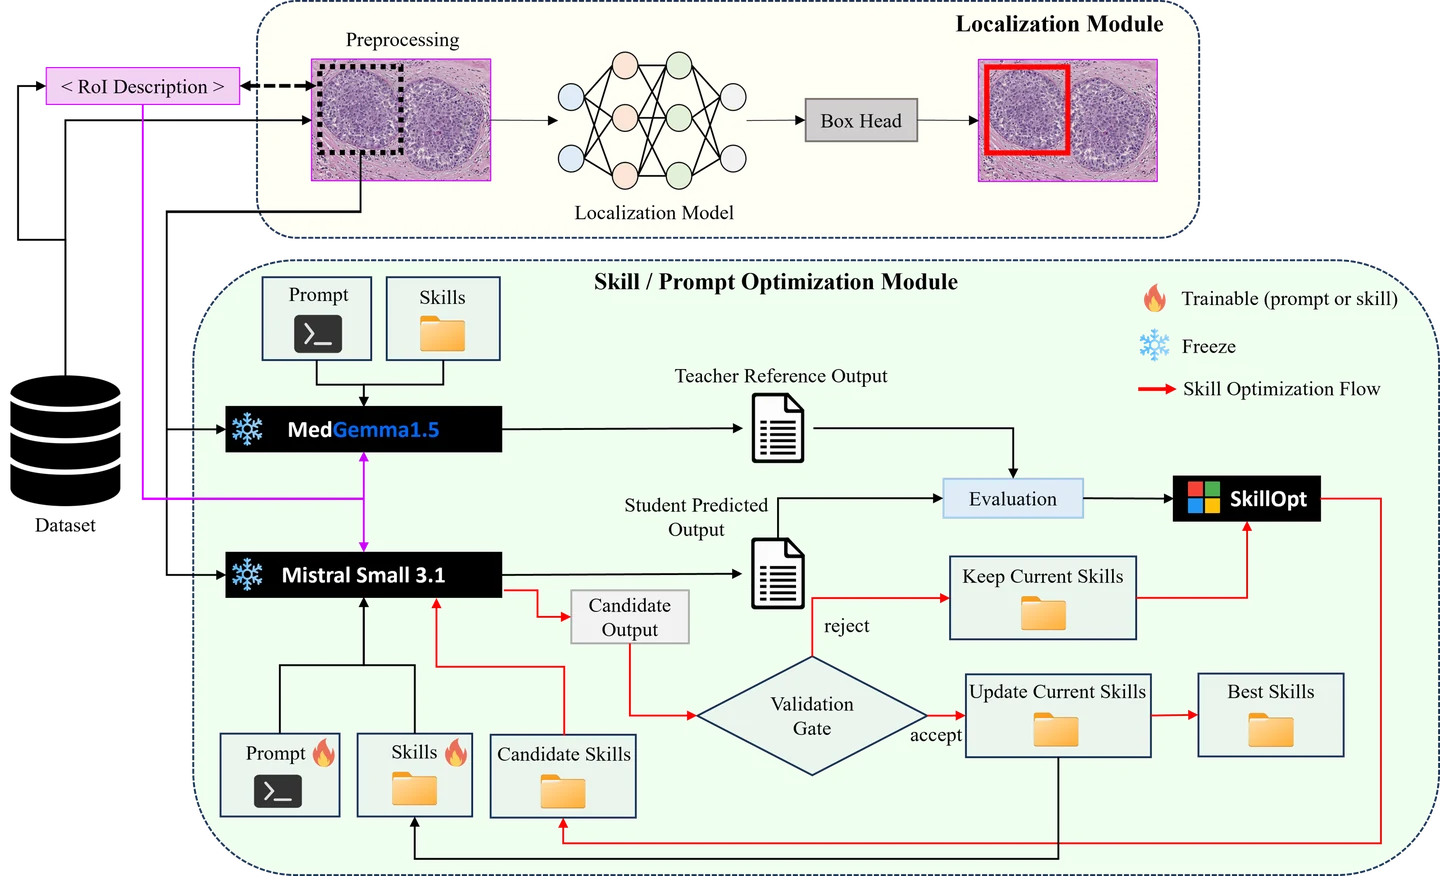 Localization Module
Preprocessing
< RoI Description >
Box Head
Localization Model
Skill / Prompt Optimization Module
Prompt
Skills
Trainable (prompt or skill)
Freeze
Skill Optimization Flow
Teacher Reference Output
MedGemma1.5
Student Predicted
Output
Evaluation
SkillOpt
Dataset
Mistral Small 3.1
Candidate
Output
Keep Current Skills
reject
Validation
Gate
accept
Update Current Skills
Best Skills
Prompt
Skills
Candidate Skills